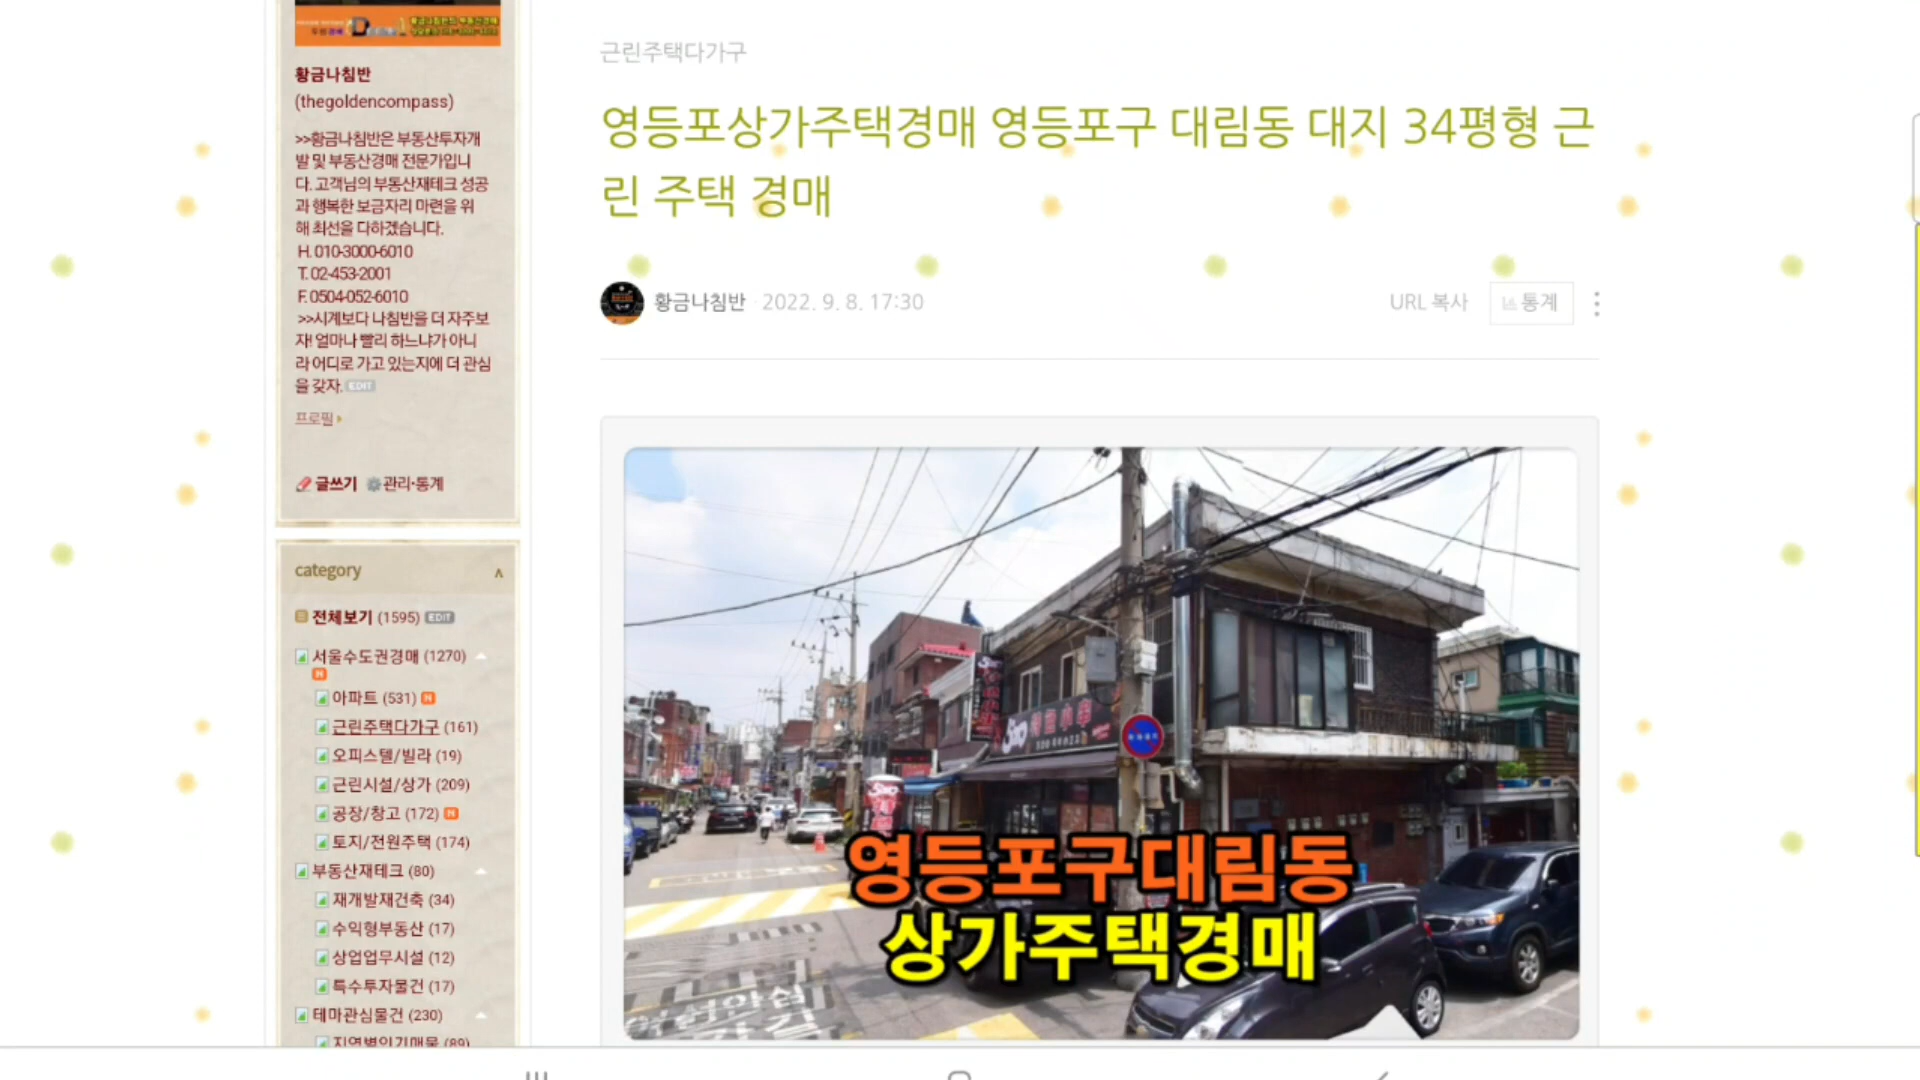 황금나침반
(thegoldencompass)
>>황금나침반은 부동산투자개
발 및 부동산경매 전문가입니
다. 고객님의 부동산재테크 성공
과 행복한 보금자리 마련을 위
해 최선을 다하겠습니다.
H. 010-3000-6010
T. 02-453-2001
F. 0504-052-6010
>>시계보다 나침반을 더 자주보
자! 얼마나 빨리 하느냐가 아니
라 어디로 가고 있는지에 더 관심
을 갖자. EDIT
프로필
글쓰기 관리·통계
category
전체보기 (1595) EDIT
서울수도권경매 (1270)
N
아파트 (531) N
근린주택다가구 (161)
오피스텔/빌라 (19)
근린시설/상가 (209)
공장/창고 (172) N
토지/전원주택 (174)
부동산재테크 (80)
재개발재건축 (34)
수익형부동산 (17)
상업업무시설 (12)
특수투자물건 (17)
테마관심물건 (230)
지역별인기매물 (89)
근린주택다가구
영등포상가주택경매 영등포구 대림동 대지 34평형 근
린 주택 경매
황금나침반 · 2022. 9. 8. 17:30
URL 복사 통계
영등포구대림동
상가주택경매